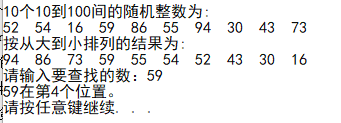 10个10到100间的随机整数为:
52 54 16 59 86 55 94 30 43 73
按从大到小排列的结果为:
94 86 73 59 55 54 52 43 30 16
请输入要查找的数: 59
59在第4个位置。
请按任意键继续. . .